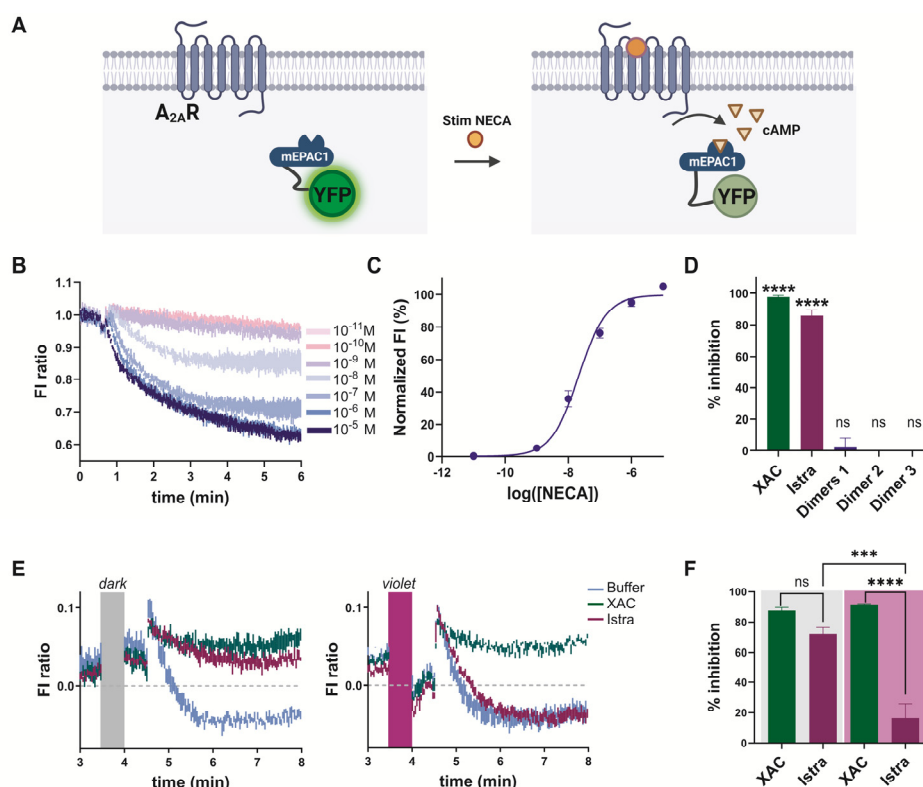 A
A2AR
mEPAC1
YFP
Stim NECA
cAMP
mEPAC1
YFP
B
FI ratio
1.1
1.0
0.9
0.8
0.7
0.6
0 1 2 3 4 5 6
time (min)
10-11M
10-10M
10-9 M
10-8 M
10-7 M
10-6 M
10-5 M
C
Normalized FI (%)
100
80
60
40
20
0
-12 -10 -8 -6
log([NECA])
D
% inhibition
100
80
60
40
20
0
**** ****
ns ns ns
XAC Istra Dimers 1 Dimer 2 Dimer 3
E
FI ratio
0.1
0.0
dark
3 4 5 6 7 8
time (min)
FI ratio
0.1
0.0
violet
3 4 5 6 7 8
time (min)
Buffer
XAC
Istra
F
% inhibition
100
80
60
40
20
0
***
ns ****
XAC Istra XAC Istra